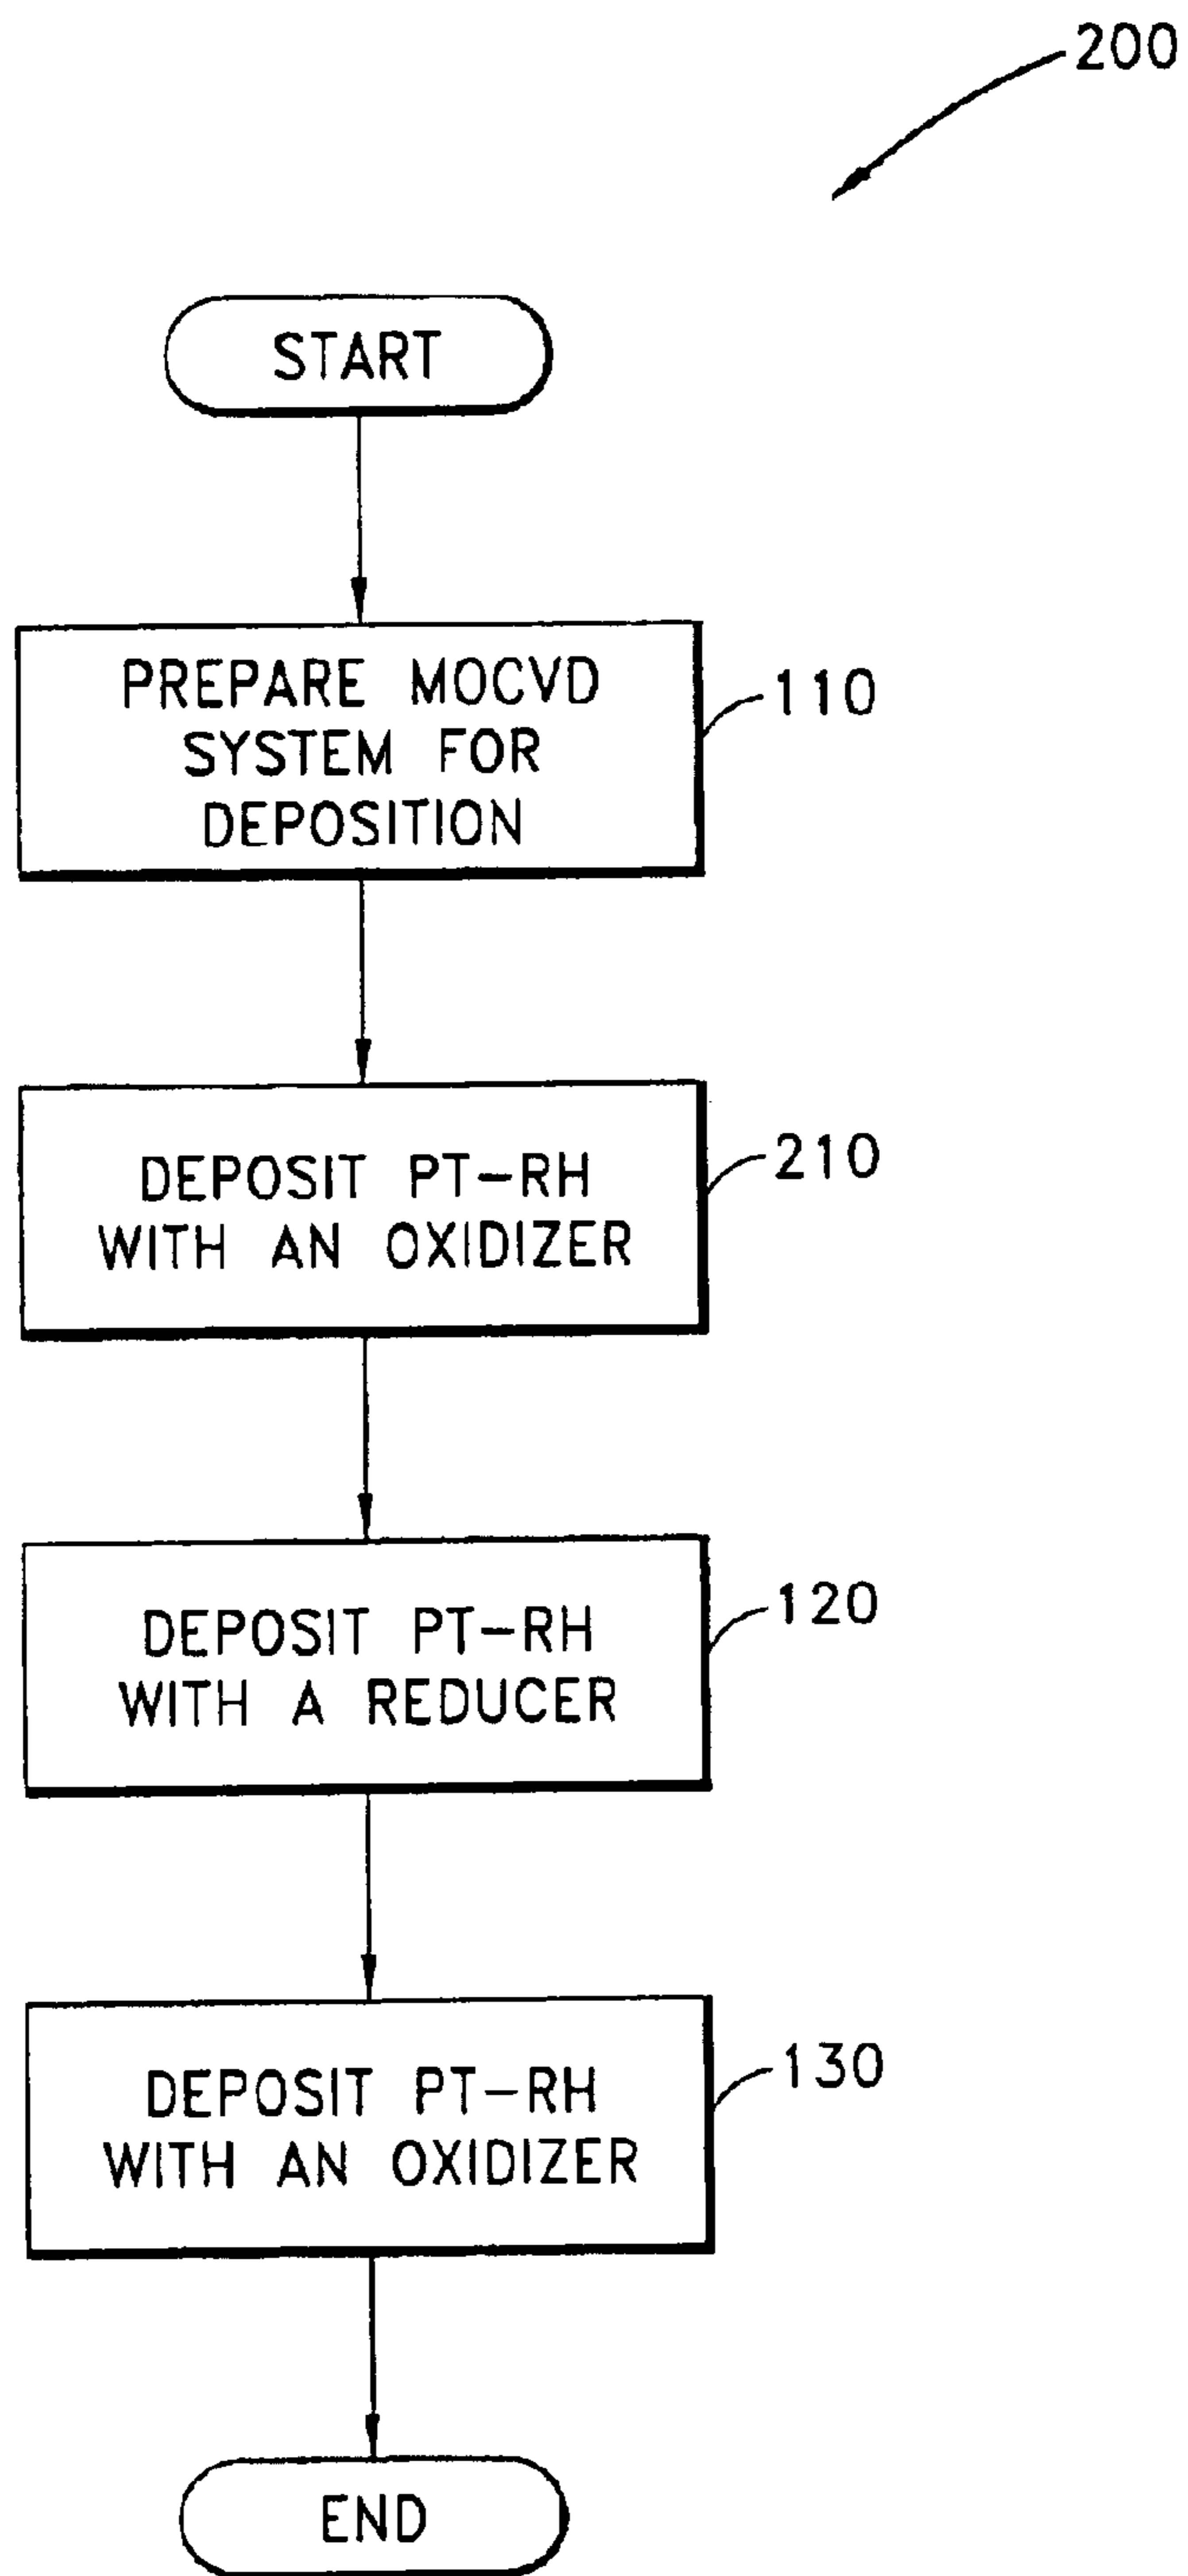 200
START
PREPARE MOCVD
SYSTEM FOR
DEPOSITION
110
DEPOSIT PT-RH
WITH AN OXIDIZER
210
DEPOSIT PT-RH
WITH A REDUCER
120
DEPOSIT PT-RH
WITH AN OXIDIZER
130
END